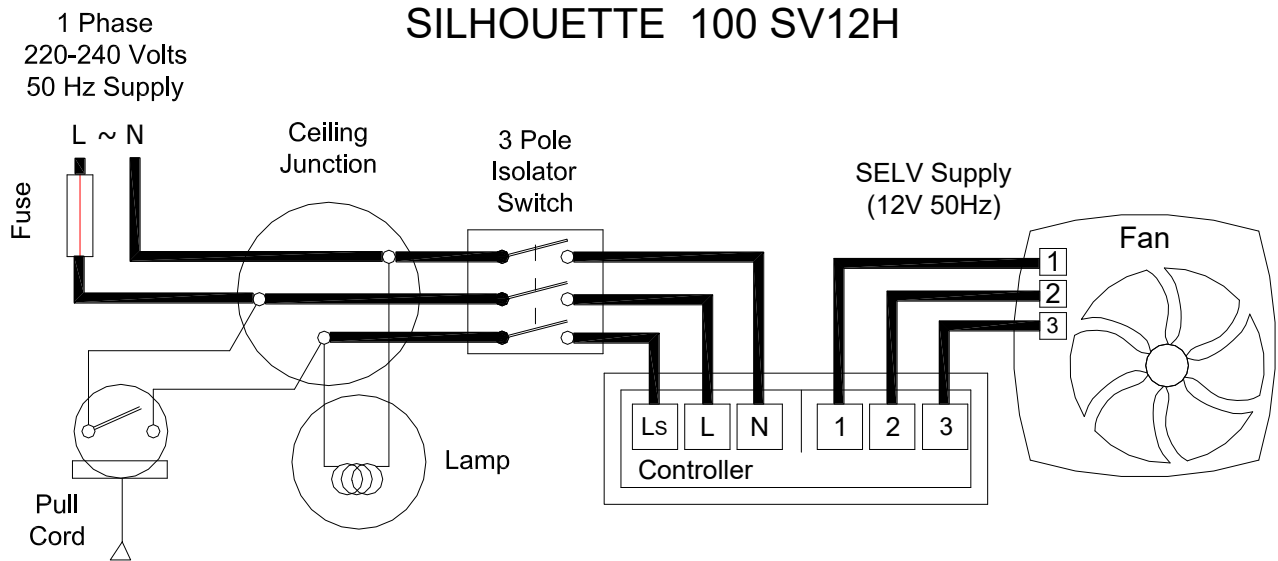 SILHOUETTE 100 SV12H
1 Phase
220-240 Volts
50 Hz Supply
L ~ N
Fuse
Ceiling
Junction
3 Pole
Isolator
Switch
SELV Supply
(12V 50Hz)
Fan
1
2
3
Ls L N 1 2 3
Controller
Lamp
Pull
Cord